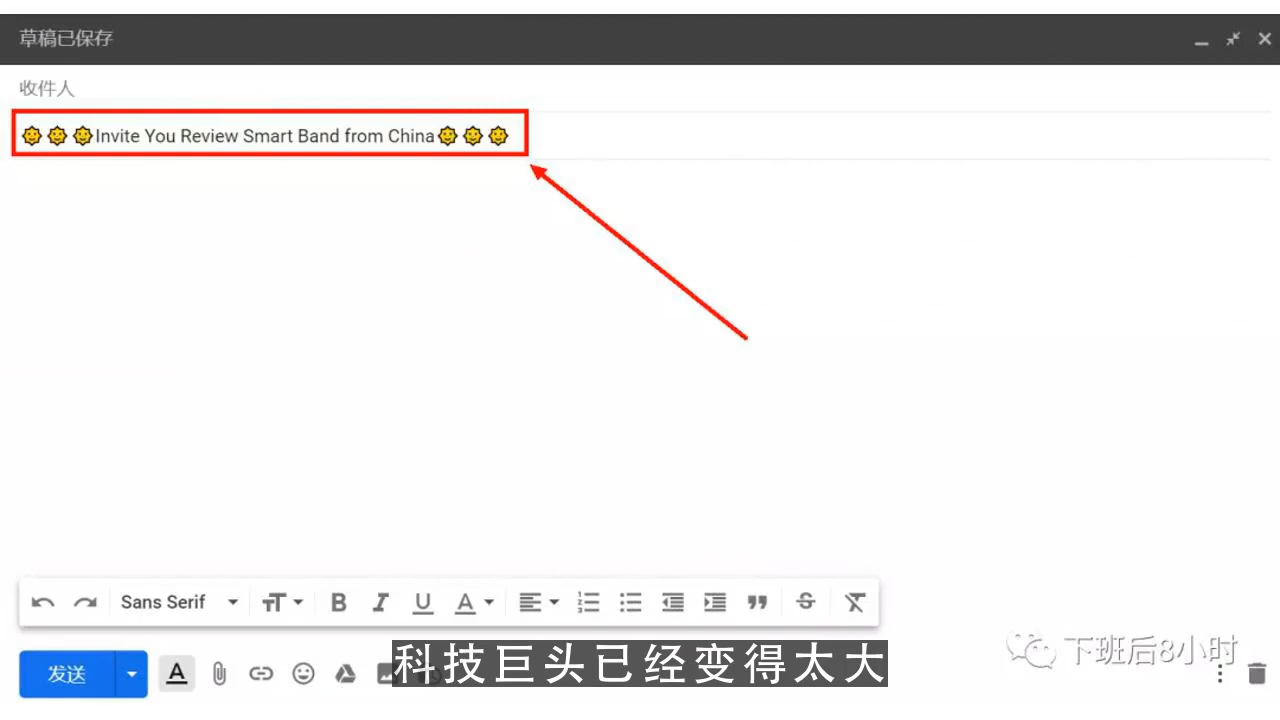 草稿已保存
收件人
Invite You Review Smart Band from China
Sans Serif
发送
科技巨头已经变得太大
下班后8小时